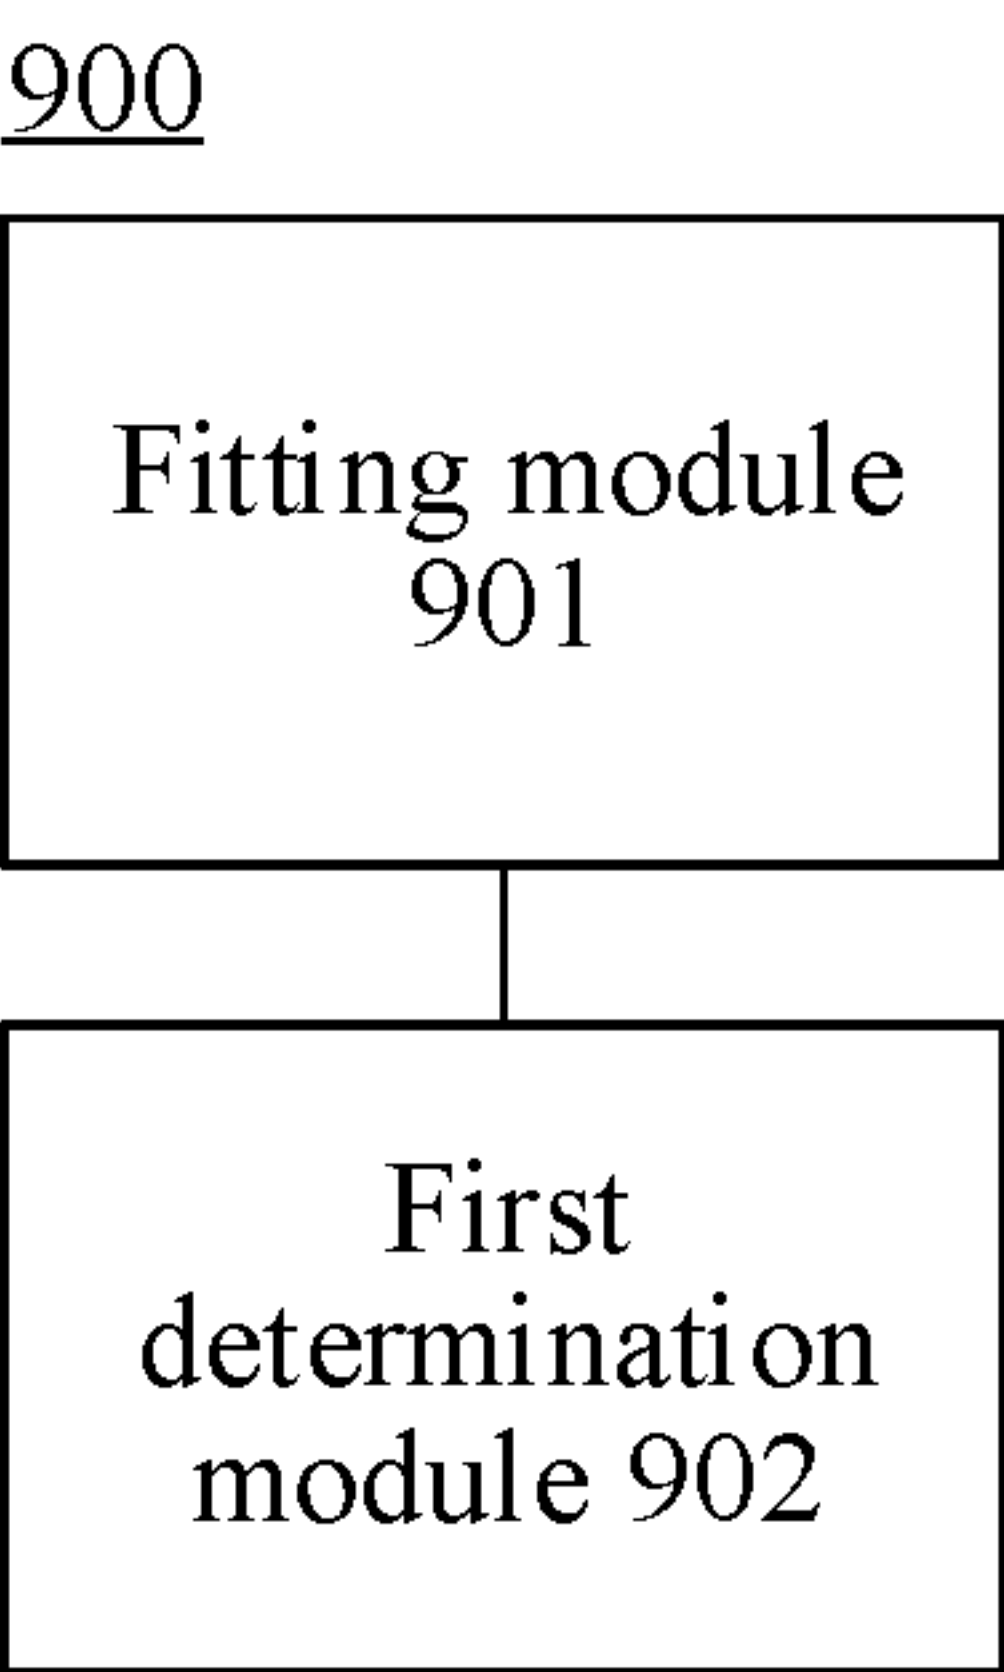 900
Fitting module
901
First
determination
module 902